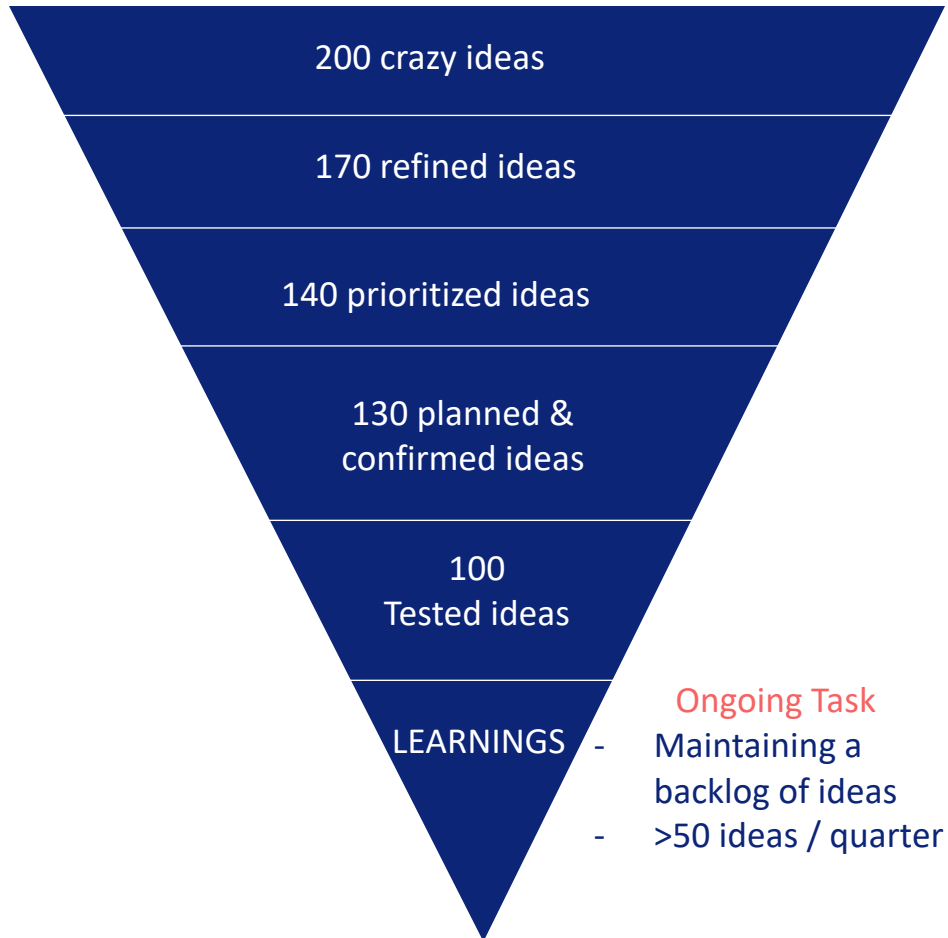 200 crazy ideas
170 refined ideas
140 prioritized ideas
130 planned &
confirmed ideas
100
Tested ideas
LEARNINGS
Ongoing Task
- Maintaining a
backlog of ideas
- >50 ideas / quarter